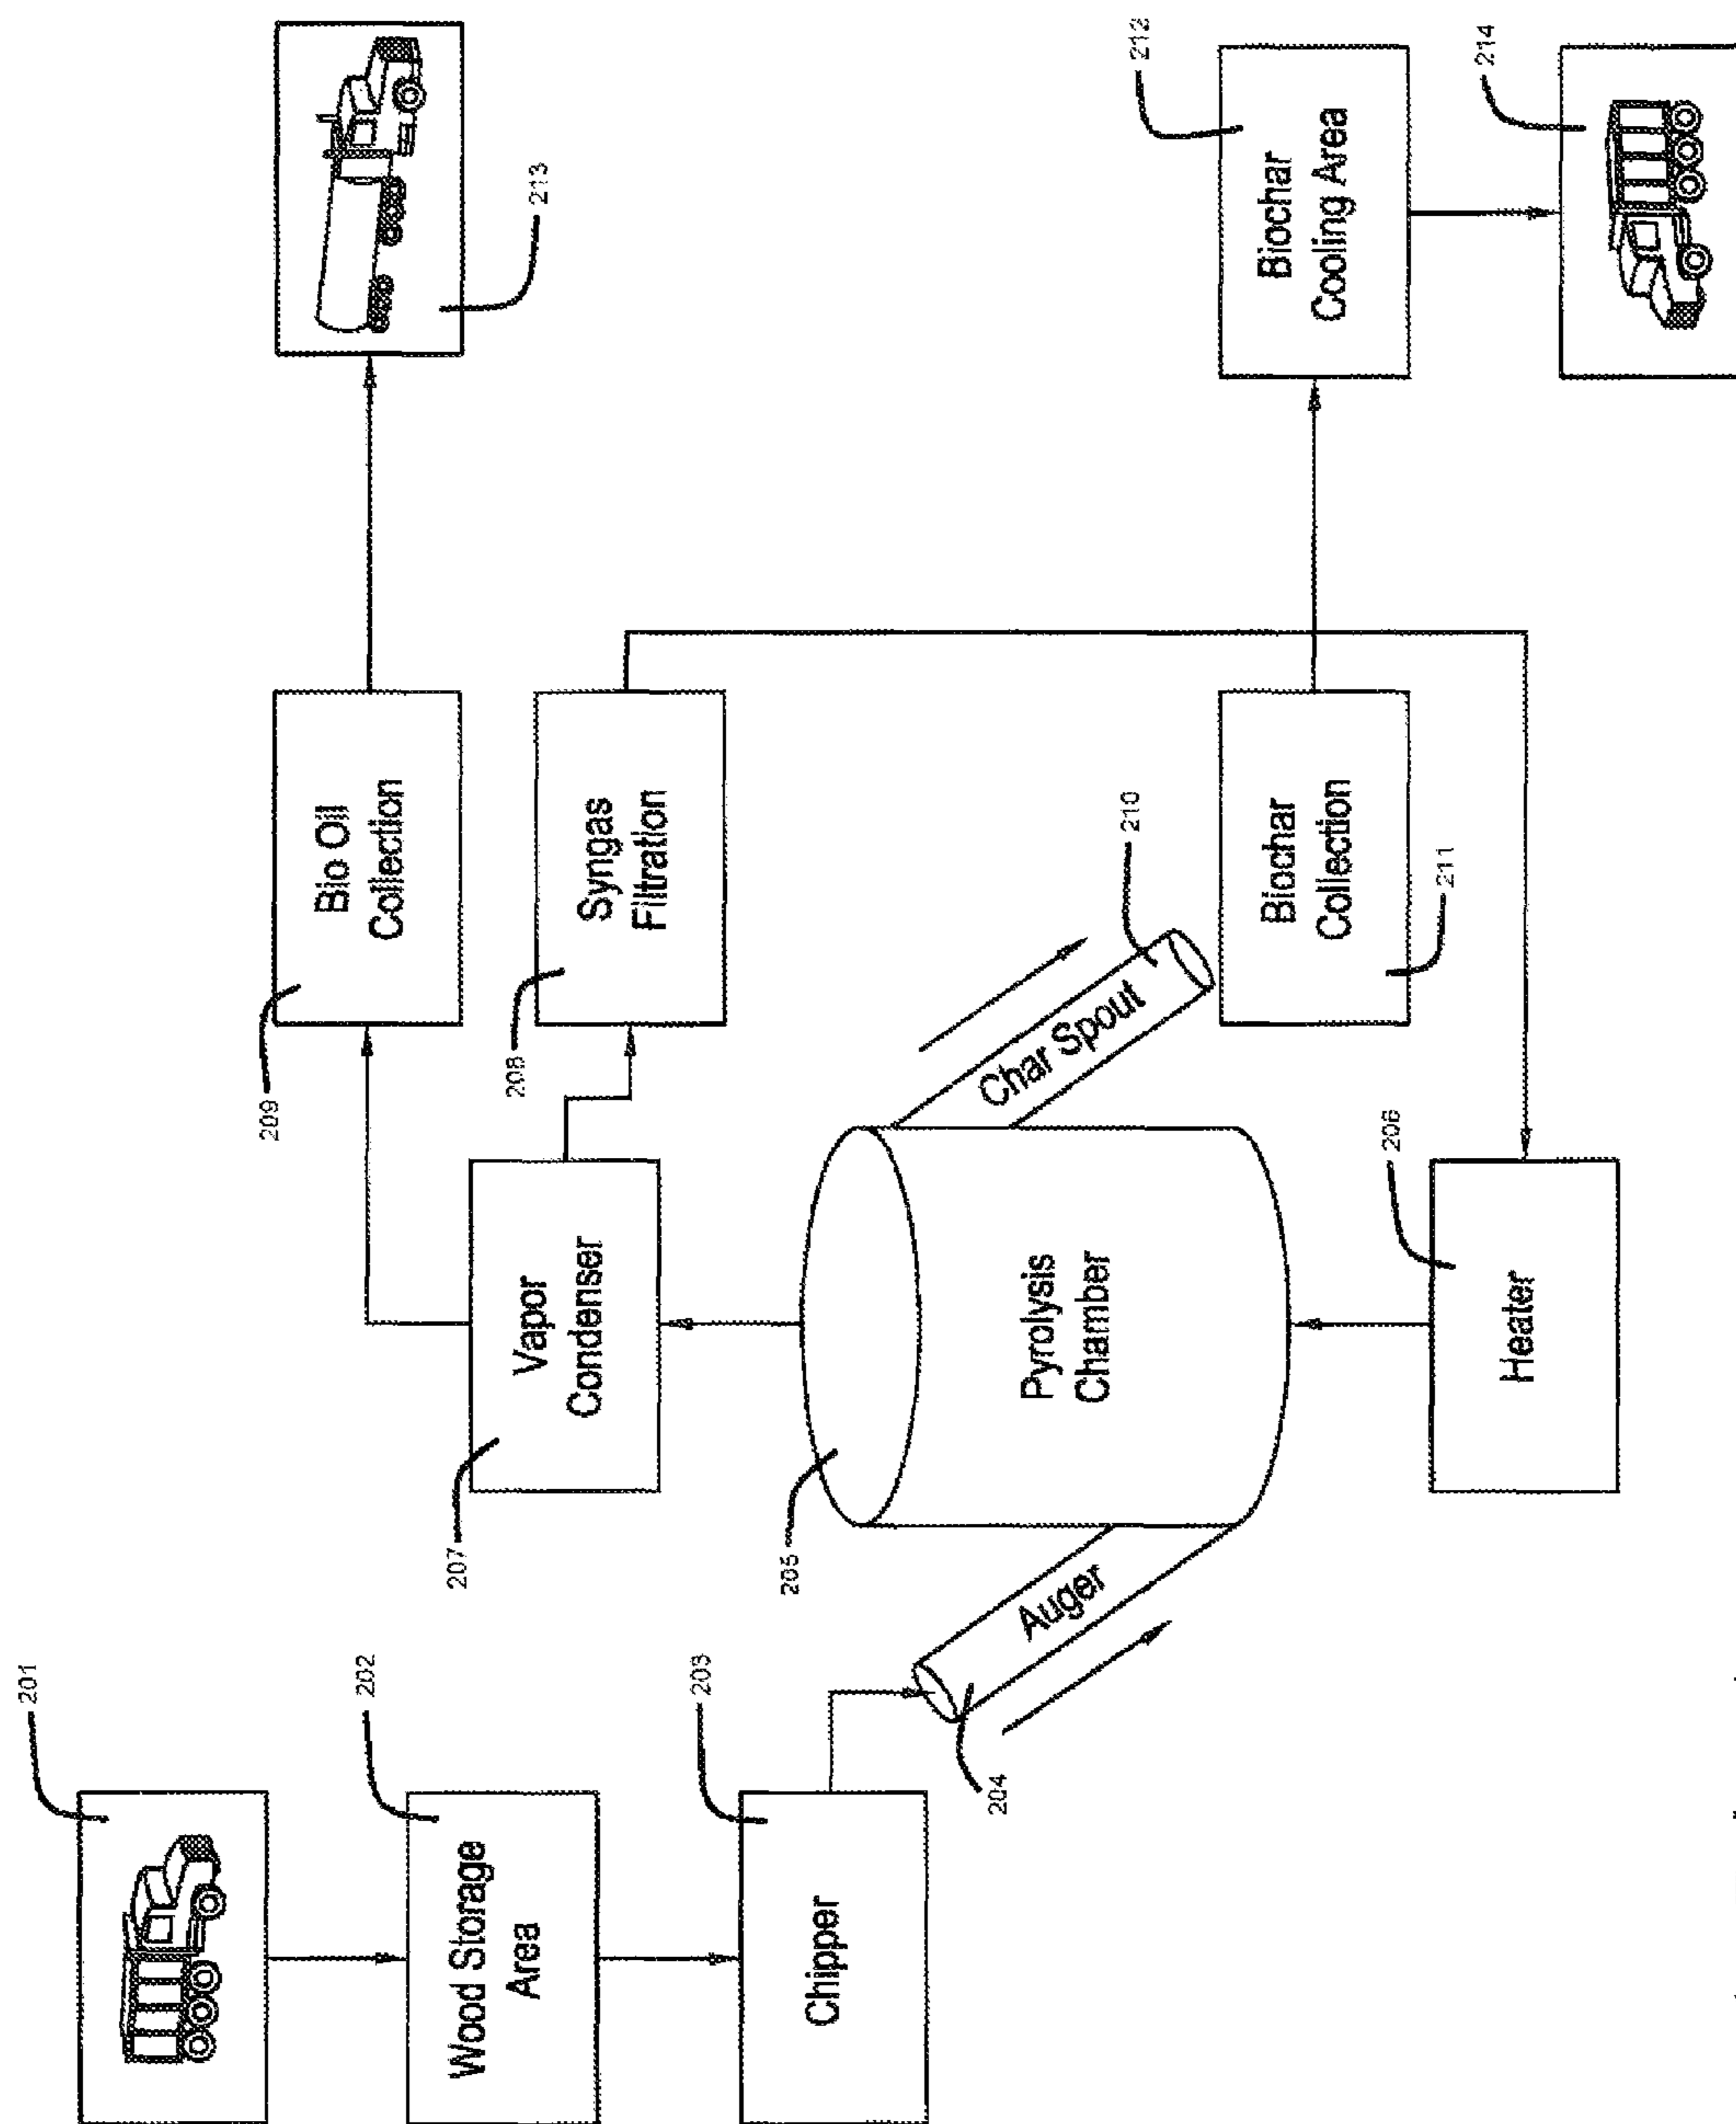 201
202
Wood Storage
Area
203
Chipper
204
Auger
205
Pyrolysis
Chamber
206
Heater
207
Vapor
Condenser
208
Syngas
Filtration
209
Bio Oil
Collection
210
Char Spout
211
Biochar
Collection
212
Biochar
Cooling Area
213
214